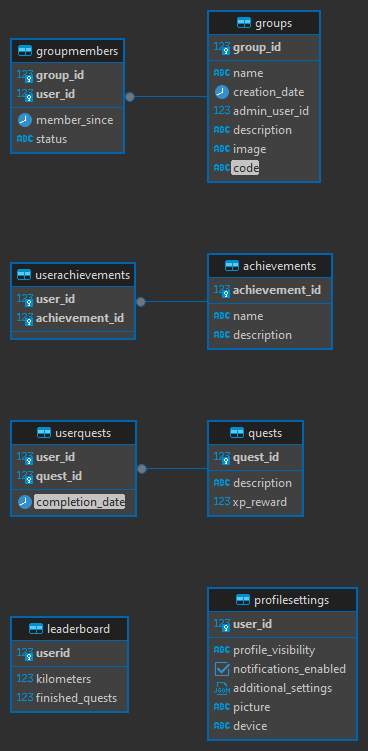 groupmembers
123 group_id
123 user_id
member_since
ABC status
groups
123 group_id
ABC name
creation_date
123 admin_user_id
ABC description
ABC image
ABC code
userachievements
123 user_id
123 achievement_id
achievements
123 achievement_id
ABC name
ABC description
userquests
123 user_id
123 quest_id
completion_date
quests
123 quest_id
ABC description
123 xp_reward
leaderboard
ABC userid
123 kilometers
123 finished_quests
profilesettings
123 user_id
ABC profile_visibility
notifications_enabled
additional_settings
ABC picture
ABC device